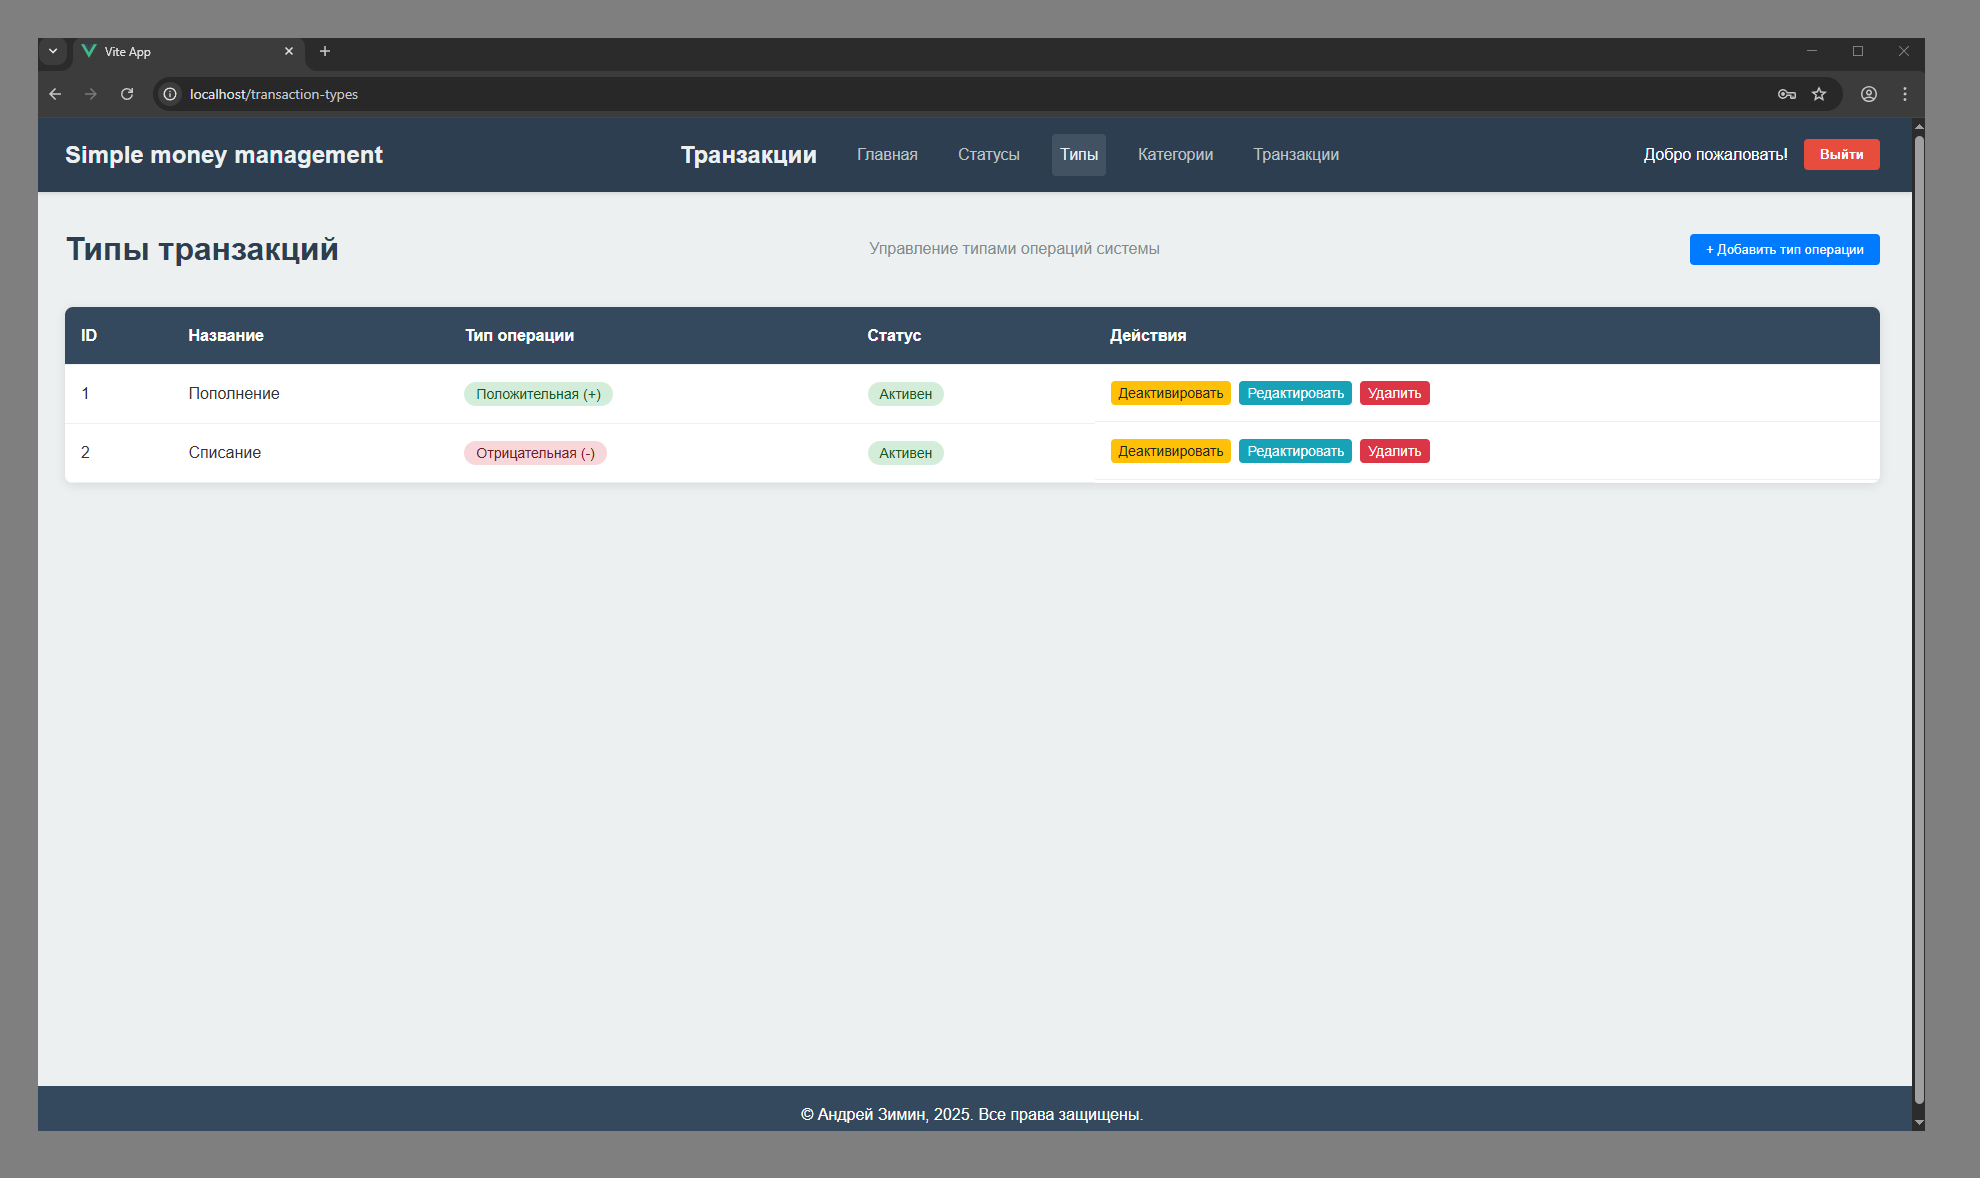 Vite App
localhost/transaction-types
Simple money management
Транзакции
Главная
Статусы
Типы
Категории
Транзакции
Добро пожаловать!
Выйти
Типы транзакций
Управление типами операций системы
+ Добавить тип операции
ID Название Тип операции Статус Действия
1 Пополнение Положительная (+) Активен Деактивировать Редактировать Удалить
2 Списание Отрицательная (-) Активен Деактивировать Редактировать Удалить
© Андрей Зимин, 2025. Все права защищены.